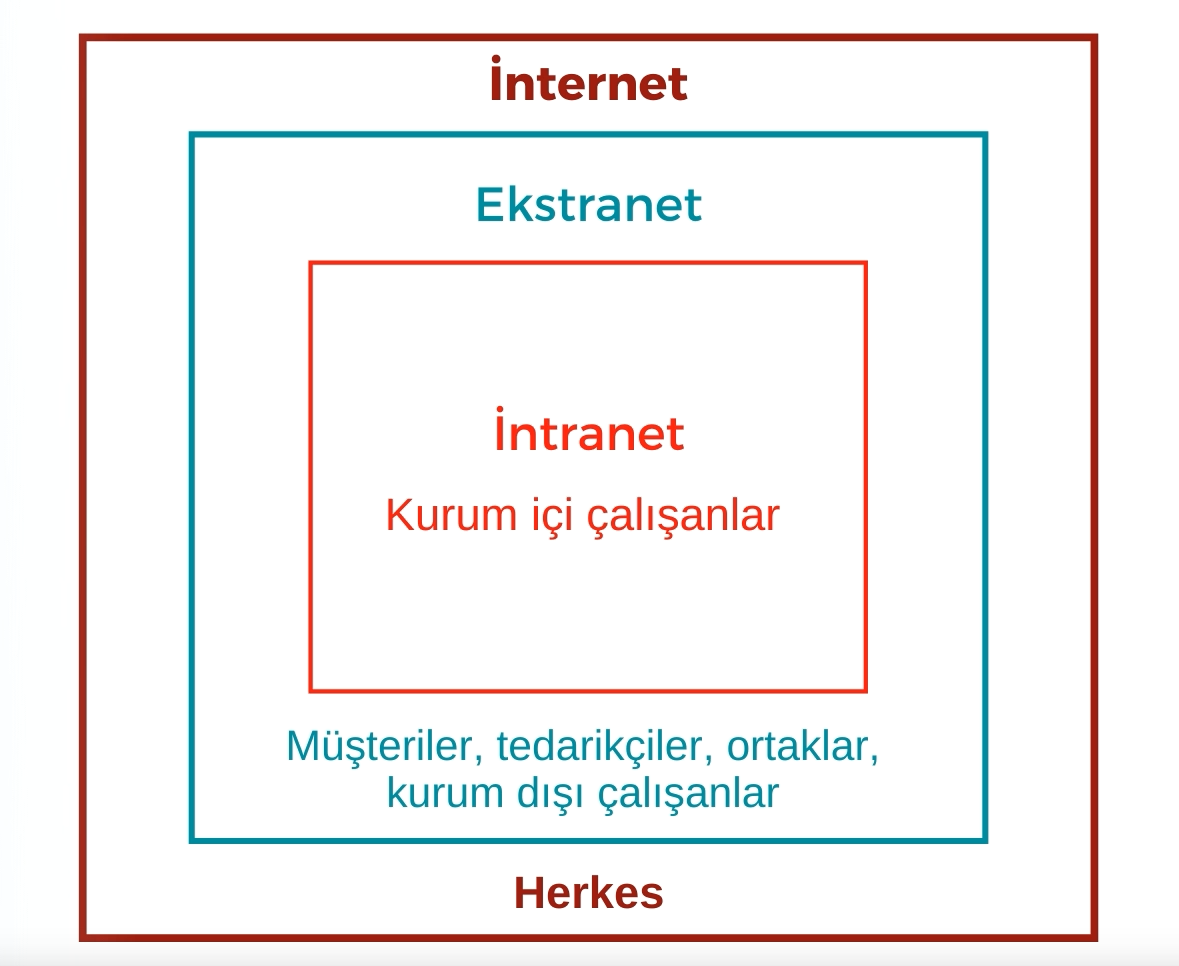 İnternet
Ekstranet
İntranet
Kurum içi çalışanlar
Müşteriler, tedarikçiler, ortaklar,
kurum dışı çalışanlar
Herkes